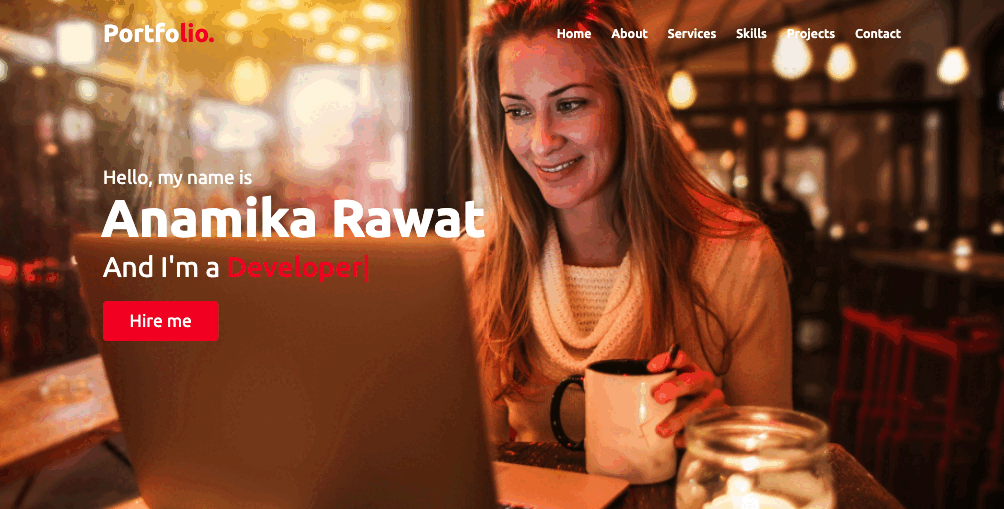 Portfolio.
Home About Services Skills Projects Contact
Hello, my name is
Anamika Rawat
And I'm a Developer|
Hire me